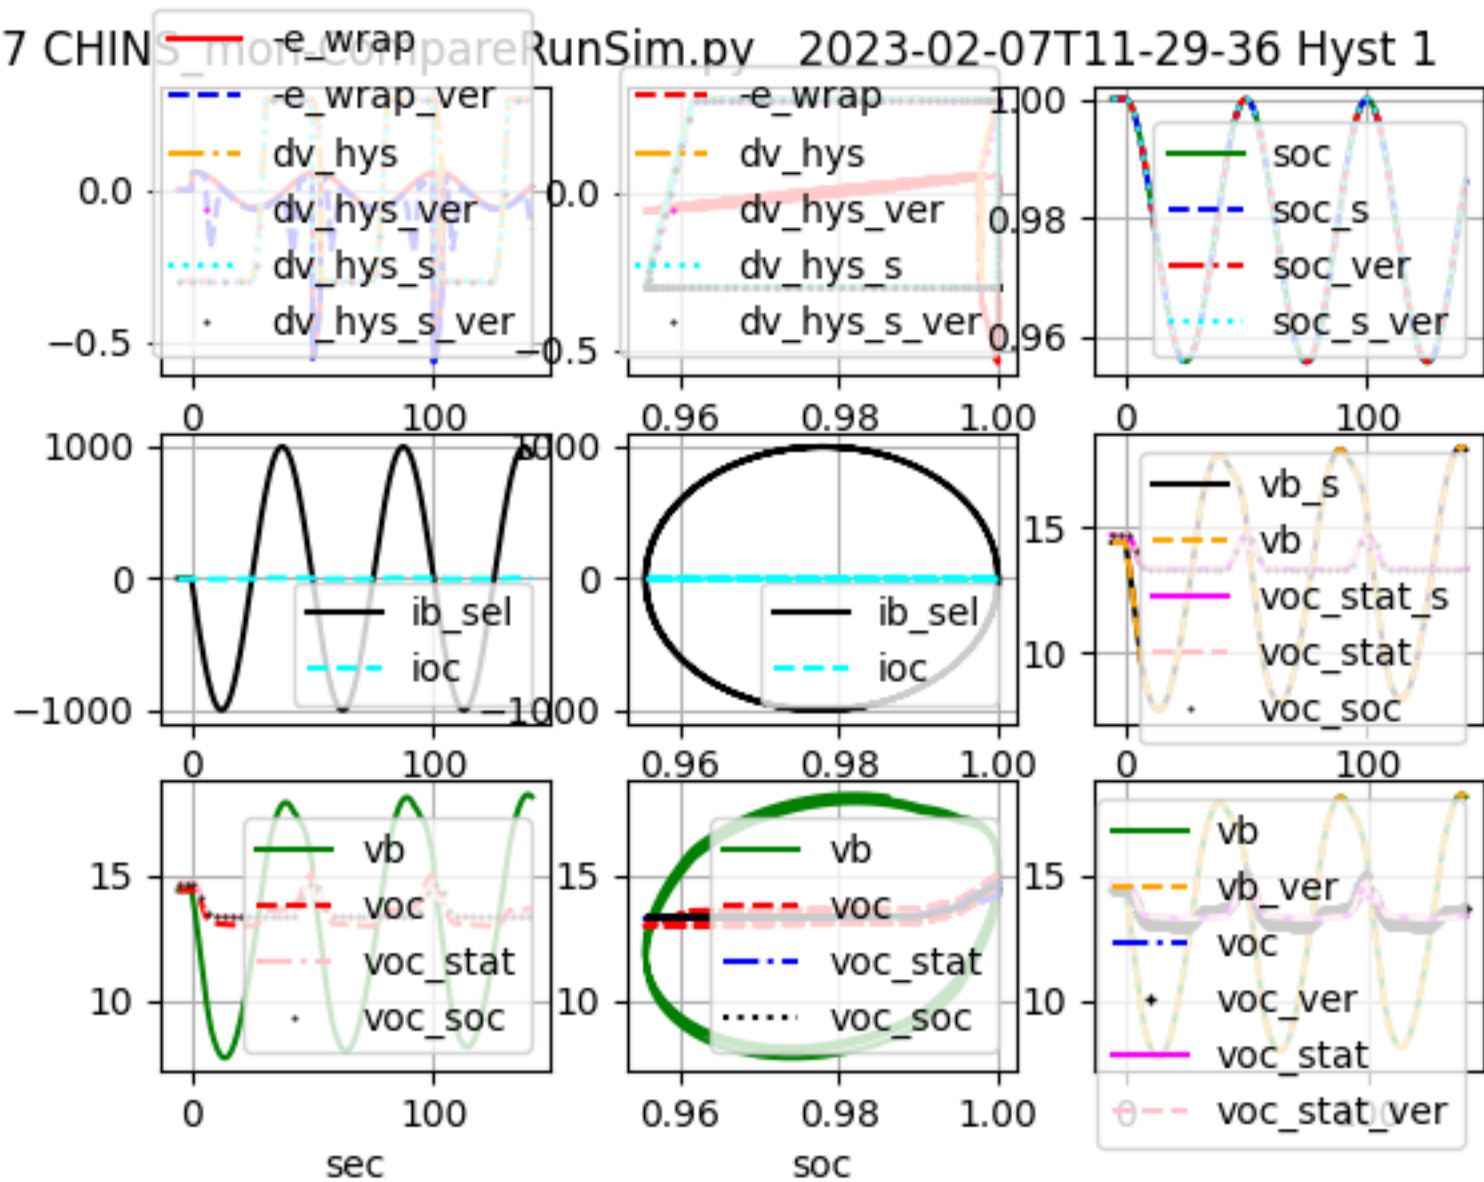 7 CHINS_mon-CompareRunSim.py 2023-02-07T11-29-36 Hyst 1
-e_wrap
-e_wrap_ver
dv_hys
dv_hys_ver
dv_hys_s
dv_hys_s_ver
0.0
−0.5
0
100
-e_wrap
dv_hys
dv_hys_ver
dv_hys_s
dv_hys_s_ver
0.0
−0.5
0.96
0.98
1.00
soc
soc_s
soc_ver
soc_s_ver
1.00
0.98
0.96
0
100
ib_sel
ioc
1000
0
−1000
0
100
ib_sel
ioc
1000
0
−1000
0.96
0.98
1.00
vb_s
vb
voc_stat_s
voc_stat
voc_soc
15
10
0
100
vb
voc
voc_stat
voc_soc
15
10
0
100
sec
vb
voc
voc_stat
voc_soc
15
10
0.96
0.98
1.00
soc
vb
vb_ver
voc
voc_ver
voc_stat
voc_stat_ver
15
10
0
100